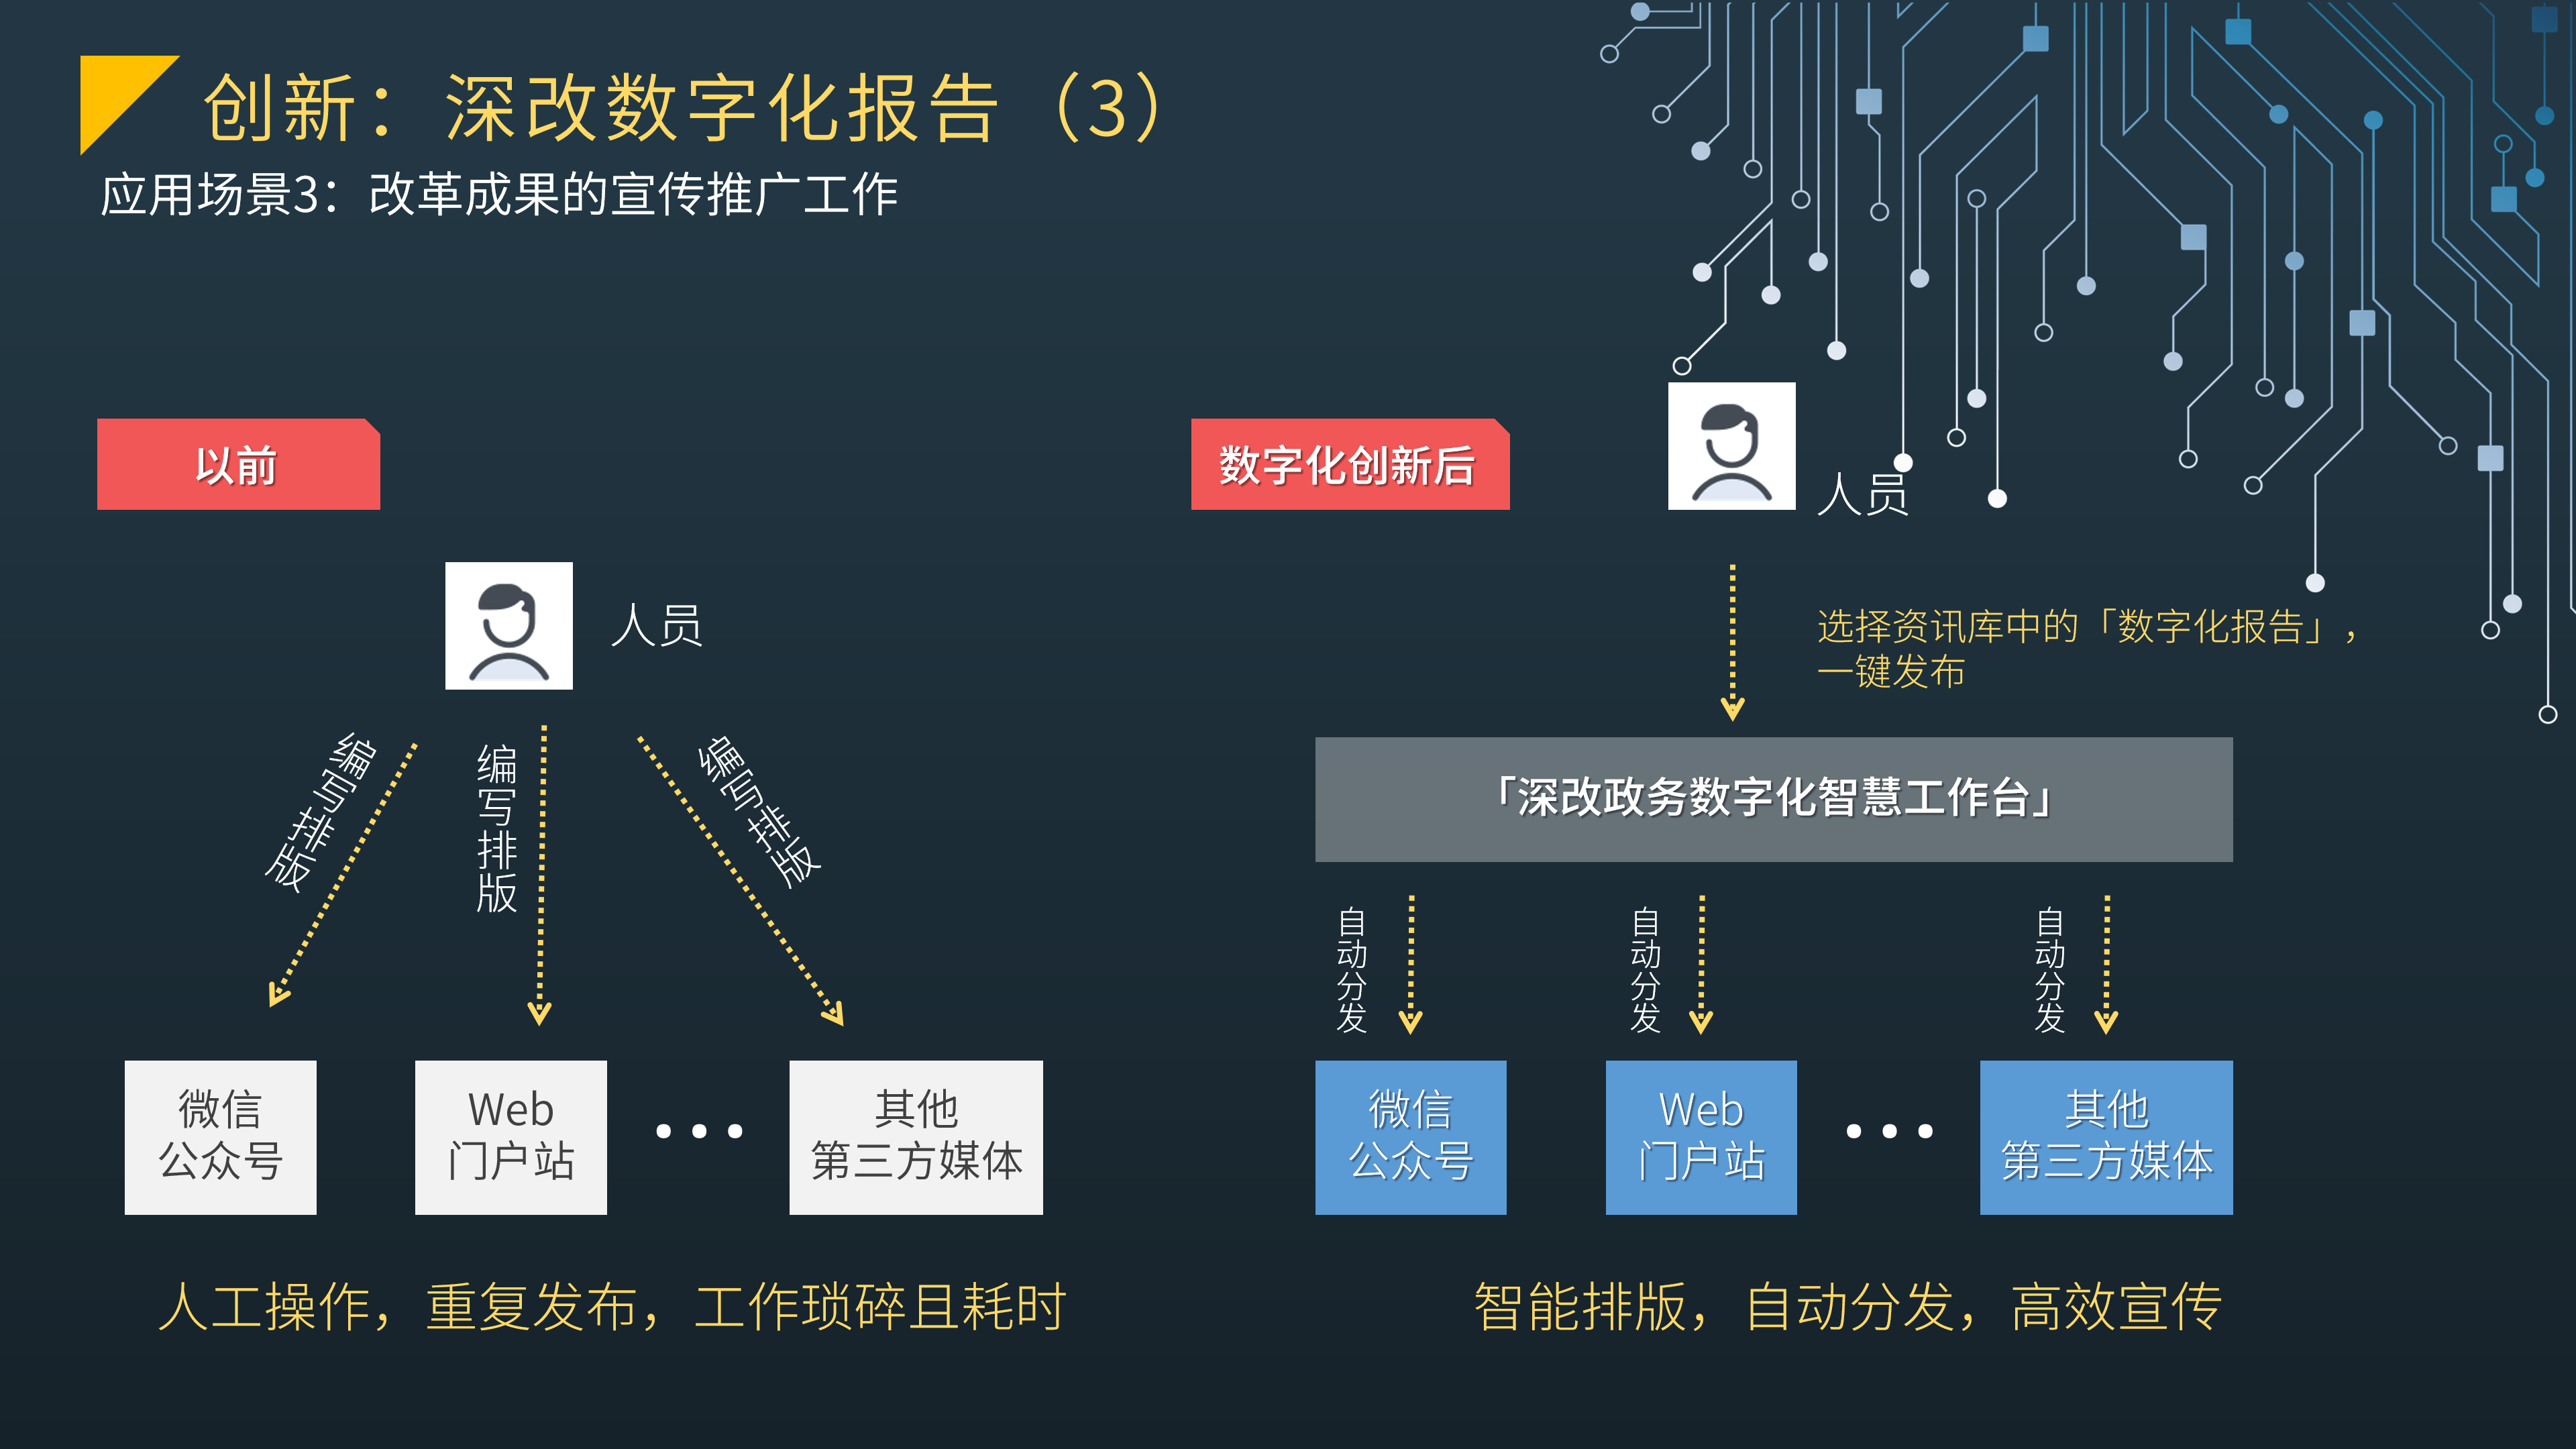 创新：深改数字化报告（3）
应用场景3：改革成果的宣传推广工作
以前
人员
编写排版
编写排版
编写排版
微信
公众号
Web
门户站
其他
第三方媒体
人工操作，重复发布，工作琐碎且耗时
数字化创新后
人员
选择资讯库中的「数字化报告」，
一键发布
「深改政务数字化智慧工作台」
自动分发
自动分发
自动分发
微信
公众号
Web
门户站
其他
第三方媒体
智能排版，自动分发，高效宣传